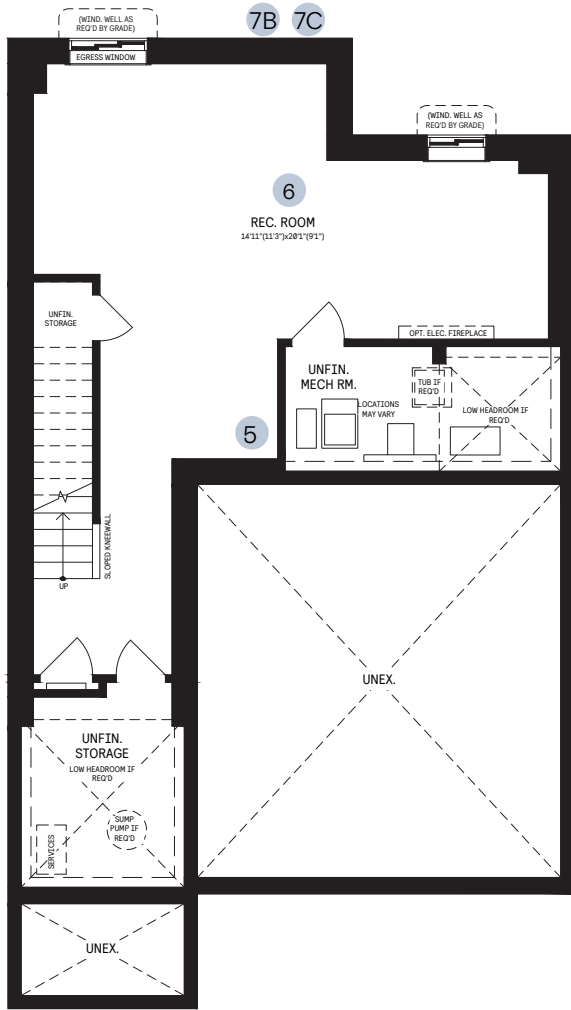 7B 7C
(WIND. WELL AS
REQ'D BY GRADE)
EGRESS WINDOW
(WIND. WELL AS
REQ'D BY GRADE)
6
REC. ROOM
14'11"(11'3")x20'1"(9'1")
UNFIN.
STORAGE
OPT. ELEC. FIREPLACE
UNFIN.
MECH RM.
TUB IF
REQ'D
LOCATIONS
MAY VARY
LOW HEADROOM IF
REQ'D
5
SLOPED KNEEWALL
UP
UNEX.
UNFIN.
STORAGE
LOW HEADROOM IF
REQ'D
SUMP
PUMP IF
REQ'D
SERVICES
UNEX.